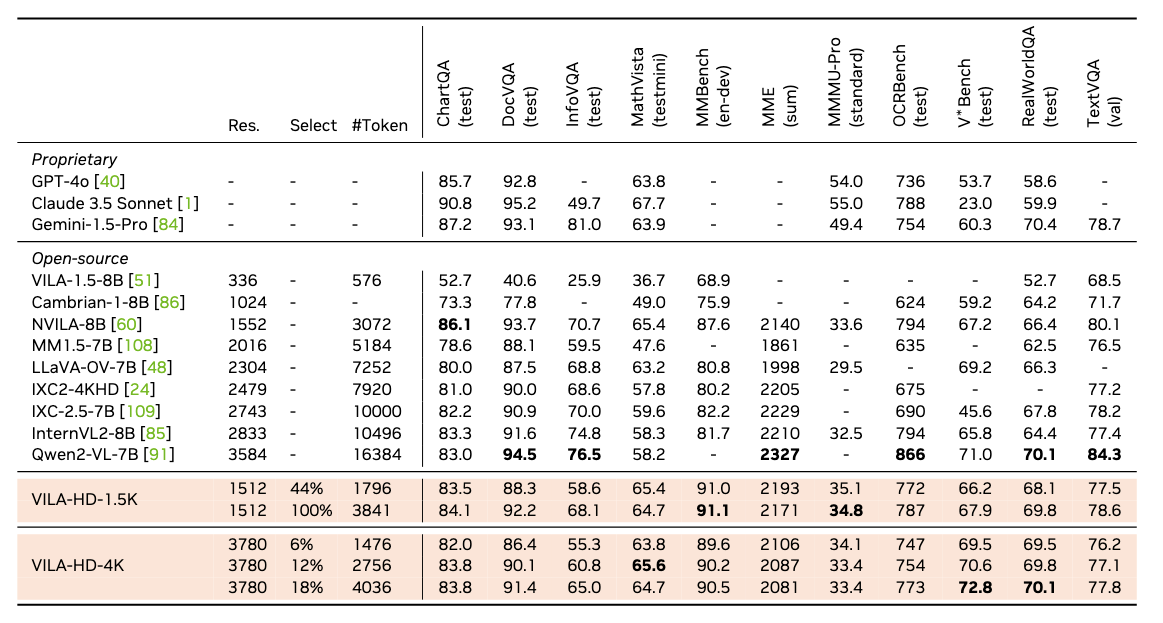 Res. Select #Token ChartQA (test) DocVQA (test) InfoVQA (test) MathVista (testmini) MMBench (en-dev) MME (sum) MMMU-Pro (standard) OCRBench (test) V* Bench (test) RealWorldQA (test) TextVQA (val)
Proprietary
GPT-4o [40] - - - 85.7 92.8 - 63.8 - - 54.0 736 53.7 58.6 -
Claude 3.5 Sonnet [1] - - - 90.8 95.2 49.7 67.7 - - 55.0 788 23.0 59.9 -
Gemini-1.5-Pro [84] - - - 87.2 93.1 81.0 63.9 - - 49.4 754 60.3 70.4 78.7
Open-source
VILA-1.5-8B [51] 336 - 576 52.7 40.6 25.9 36.7 68.9 - - - - 52.7 68.5
Cambrian-1-8B [86] 1024 - - 73.3 77.8 - 49.0 75.9 - - 624 59.2 64.2 71.7
NVILA-8B [60] 1552 - 3072 86.1 93.7 70.7 65.4 87.6 2140 33.6 794 67.2 66.4 80.1
MM1.5-7B [108] 2016 - 5184 78.6 88.1 59.5 47.6 - 1861 - 635 - 62.5 76.5
LLaVA-OV-7B [48] 2304 - 7252 80.0 87.5 68.8 63.2 80.8 1998 29.5 - 69.2 66.3 -
IXC2-4KHD [24] 2479 - 7920 81.0 90.0 68.6 57.8 80.2 2205 - 675 - - 77.2
IXC-2.5-7B [109] 2743 - 10000 82.2 90.9 70.0 59.6 82.2 2229 - 690 45.6 67.8 78.2
InternVL2-8B [85] 2833 - 10496 83.3 91.6 74.8 58.3 81.7 2210 32.5 794 65.8 64.4 77.4
Qwen2-VL-7B [91] 3584 - 16384 83.0 94.5 76.5 58.2 - 2327 - 866 71.0 70.1 84.3
VILA-HD-1.5K
1512 44% 1796 83.5 88.3 58.6 65.4 91.0 2193 35.1 772 66.2 68.1 77.5
1512 100% 3841 84.1 92.2 68.1 64.7 91.1 2171 34.8 787 67.9 69.8 78.6
VILA-HD-4K
3780 6% 1476 82.0 86.4 55.3 63.8 89.6 2106 34.1 747 69.5 69.5 76.2
3780 12% 2756 83.8 90.1 60.8 65.6 90.2 2087 33.4 754 70.6 69.8 77.1
3780 18% 4036 83.8 91.4 65.0 64.7 90.5 2081 33.4 773 72.8 70.1 77.8